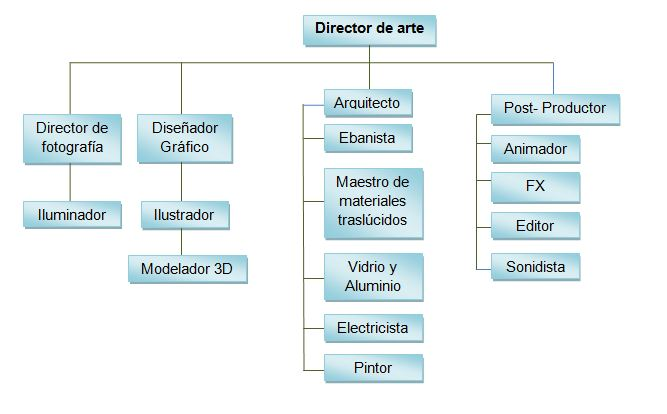 Director de arte
Director de
fotografía
Iluminador
Diseñador
Gráfico
Ilustrador
Modelador 3D
Arquitecto
Ebanista
Maestro de
materiales
traslúcidos
Vidrio y
Aluminio
Electricista
Pintor
Post- Productor
Animador
FX
Editor
Sonidista